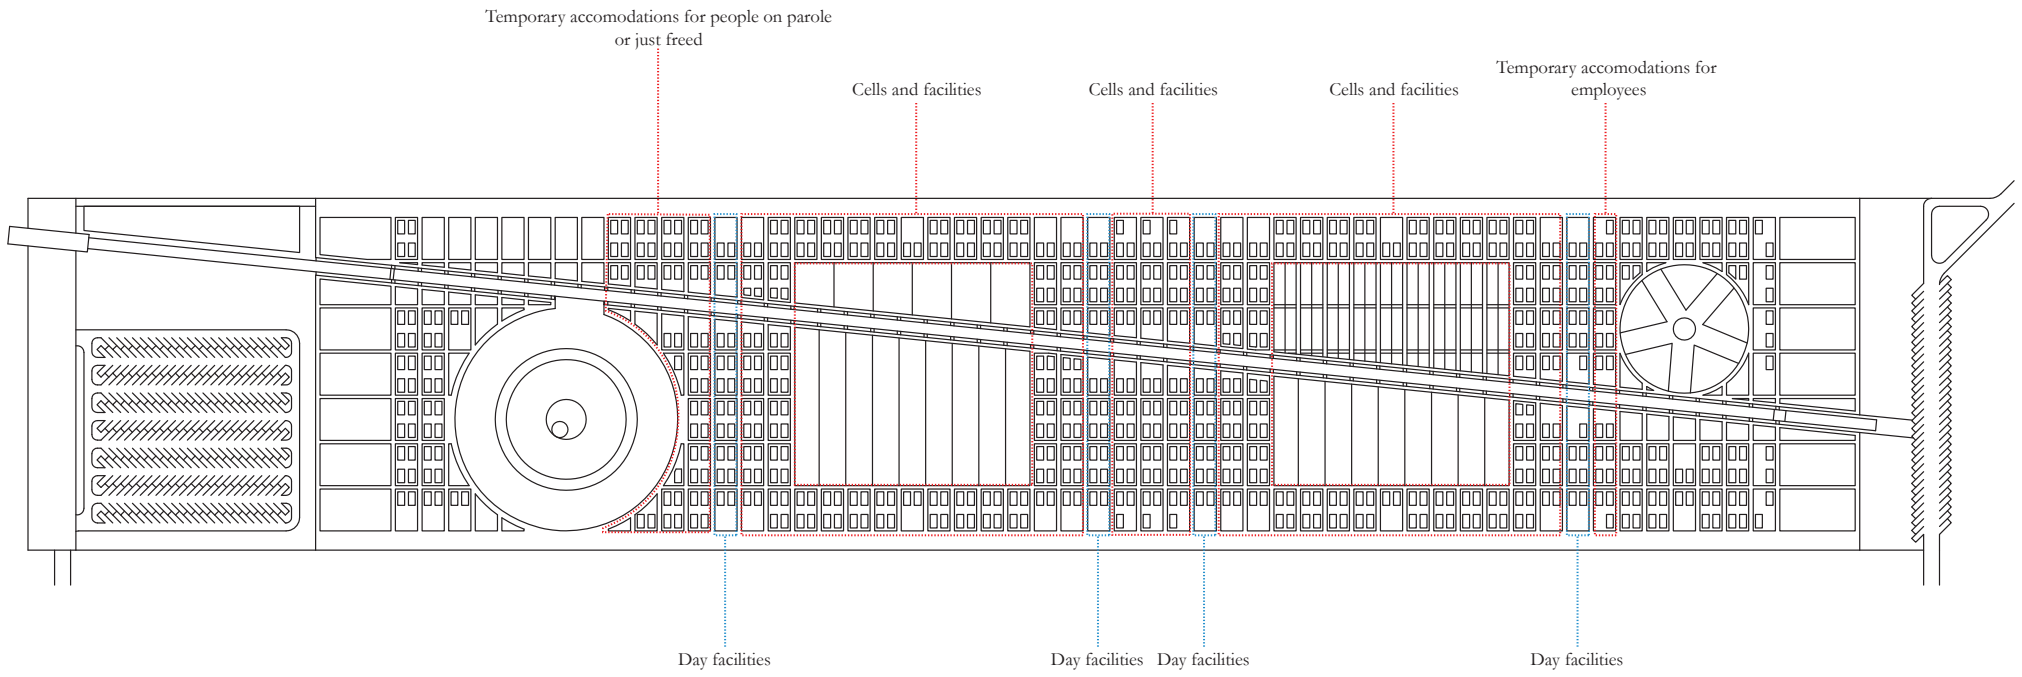 Temporary accomodations for people on parole
or just freed
Temporary accomodations for
employees
Cells and facilities
Cells and facilities
Cells and facilities
Day facilities
Day facilities
Day facilities
Day facilities